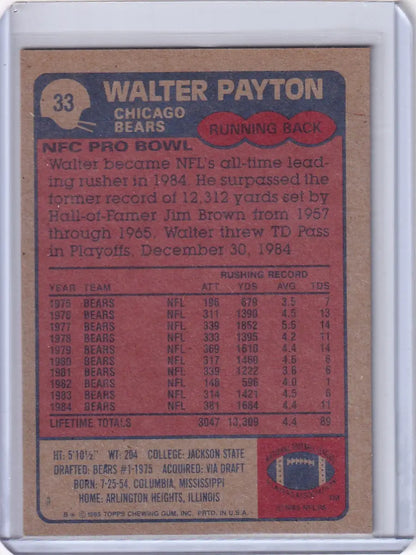 33
WALTER PAYTON
CHICAGO
BEARS
RUNNING BACK
NFC PRO BOWL
Walter became NFL's all-time lead-
ing rusher in 1984. He surpassed the
former record of 12,312 yards set by
Hall-of-Famer Jim Brown from 1957
through 1965. Walter threw TD Pass
in Playoffs, December 30, 1984.
RUSHING RECORD
YEAR TEAM ATT YDS AVG TDS
1975 BEARS NFL 196 679 3.5 7
1976 BEARS NFL 311 1390 4.5 13
1977 BEARS NFL 339 1852 5.5 14
1978 BEARS NFL 333 1395 4.2 11
1979 BEARS NFL 369 1610 4.4 14
1980 BEARS NFL 317 1460 4.6 6
1981 BEARS NFL 339 1222 3.6 6
1982 BEARS NFL 148 596 4.0 1
1983 BEARS NFL 314 1421 4.5 6
1984 BEARS NFL 381 1684 4.4 11
LIFETIME TOTALS 3047 13,309 4.4 89
HT: 5'10½" WT: 204 COLLEGE: JACKSON STATE
DRAFTED: BEARS #1-1975 ACQUIRED: VIA DRAFT
BORN: 7-25-54, COLUMBIA, MISSISSIPPI
HOME: ARLINGTON HEIGHTS, ILLINOIS
B * © 1985 TOPPS CHEWING GUM, INC. PRTD. IN U.S.A.
© 1985